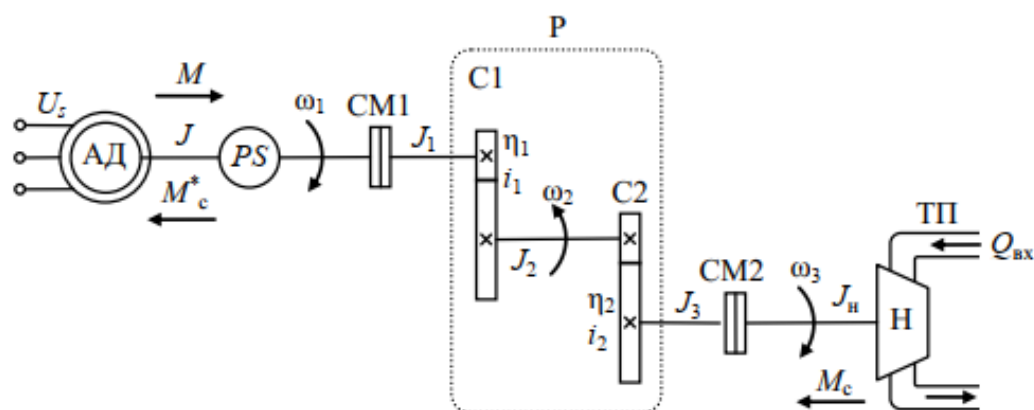 P
C1
M
U_s
ω₁
CM1
J
J₁
η₁
АД
PS
i₁
M*_c
ω₂
C2
ТП
Q_вх
J₂
CM2
ω₃
η₂
J₃
J_н
i₂
Н
M_c